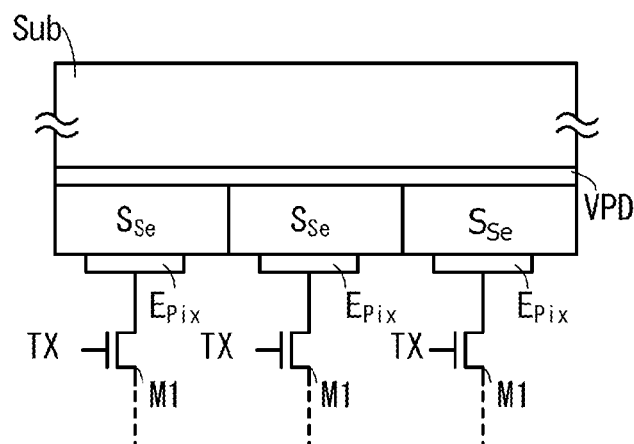 Sub
VPD
S_Se S_Se S_Se
E_Pix E_Pix E_Pix
TX TX TX
M1 M1 M1